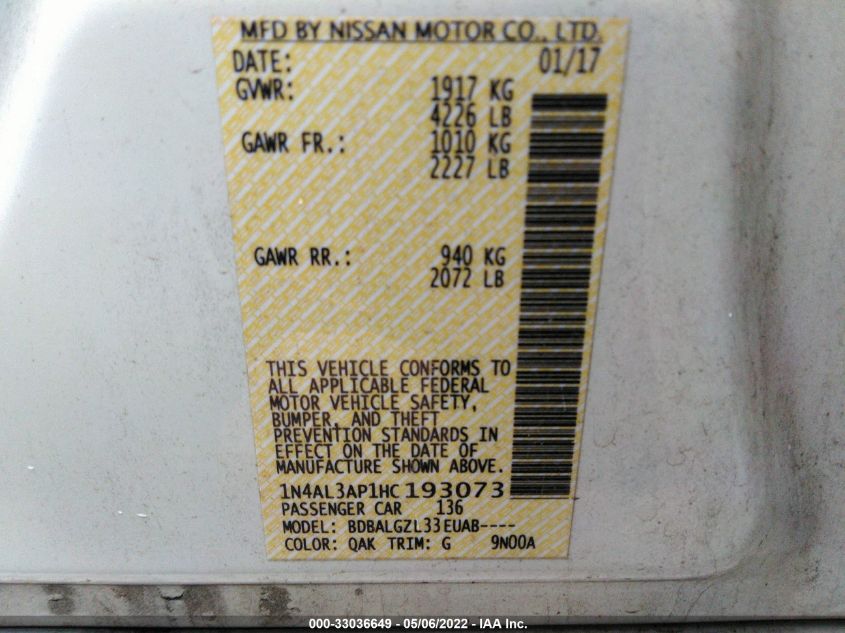 MFD BY NISSAN MOTOR CO., LTD.
DATE: 01/17
GVWR: 1917 KG
4226 LB
GAWR FR.: 1010 KG
2227 LB
GAWR RR.: 940 KG
2072 LB
THIS VEHICLE CONFORMS TO
ALL APPLICABLE FEDERAL
MOTOR VEHICLE SAFETY,
BUMPER, AND THEFT
PREVENTION STANDARDS IN
EFFECT ON THE DATE OF
MANUFACTURE SHOWN ABOVE.
1N4AL3AP1HC193073
PASSENGER CAR 136
MODEL: BDBALGZL33EUAB----
COLOR: QAK TRIM: G 9N00A
000-33036649 - 05/06/2022 - IAA Inc.